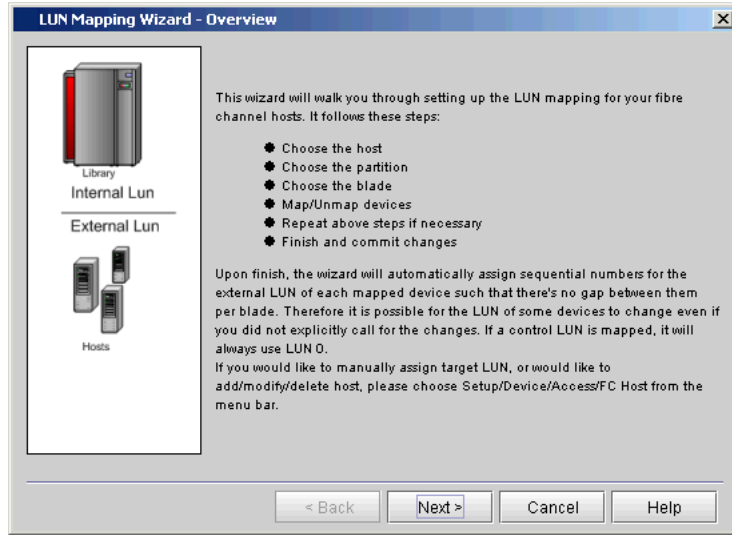 LUN Mapping Wizard - Overview
Library
Internal Lun
External Lun
Hosts
This wizard will walk you through setting up the LUN mapping for your fibre
channel hosts. It follows these steps:
Choose the host
Choose the partition
Choose the blade
Map/Unmap devices
Repeat above steps if necessary
Finish and commit changes
Upon finish, the wizard will automatically assign sequential numbers for the
external LUN of each mapped device such that there's no gap between them
per blade. Therefore it is possible for the LUN of some devices to change even if
you did not explicitly call for the changes. If a control LUN is mapped, it will
always use LUN 0.
If you would like to manually assign target LUN, or would like to
add/modify/delete host, please choose Setup/Device/Access/FC Host from the
menu bar.
< Back Next > Cancel Help